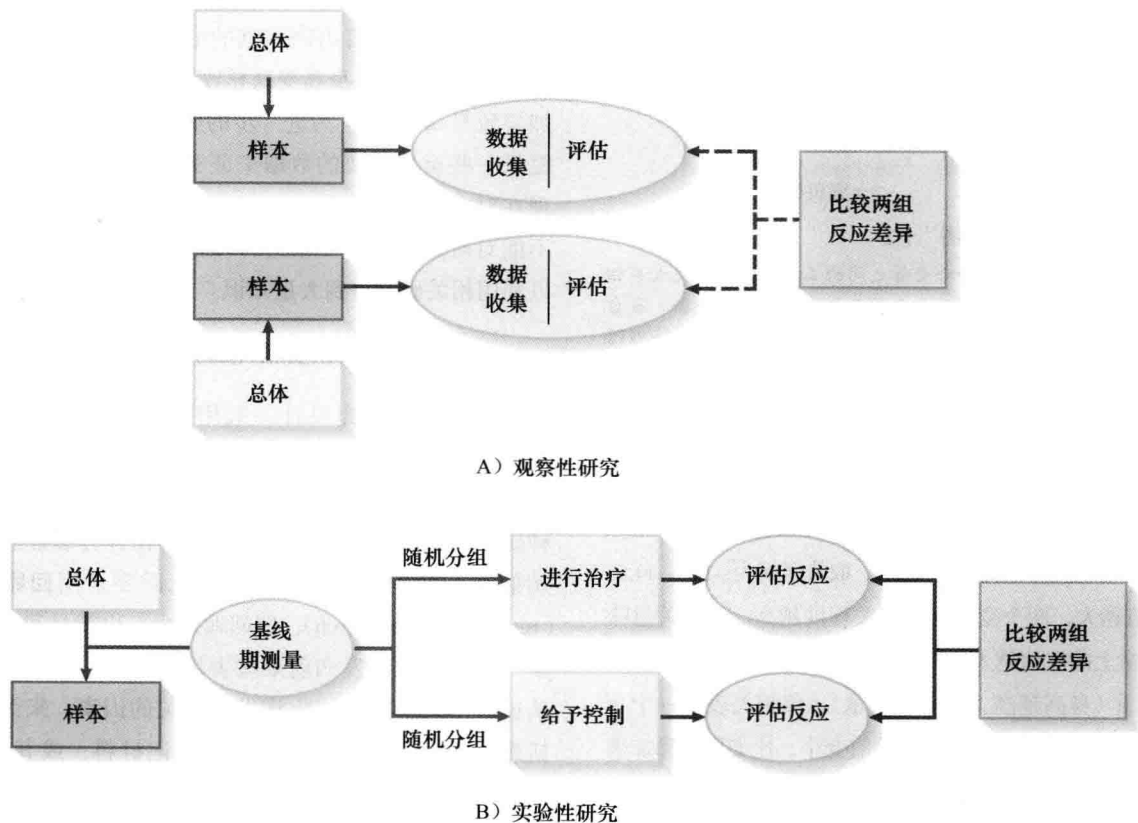 总体
样本
数据
收集
评估
比较两组
反应差异
样本
数据
收集
评估
总体
A）观察性研究
总体
样本
基线
期测量
随机分组
进行治疗
评估反应
随机分组
给予控制
评估反应
比较两组
反应差异
B）实验性研究